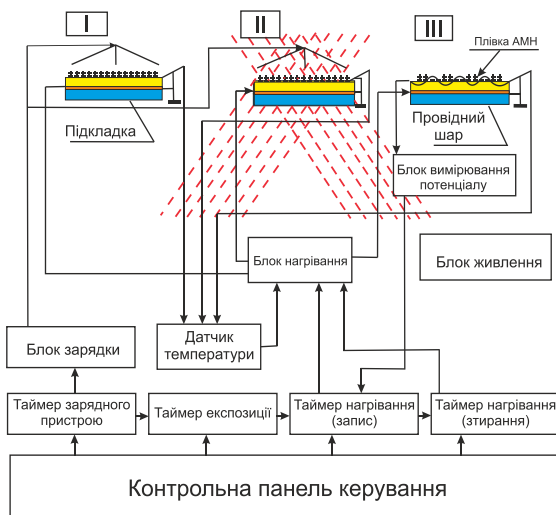 I
II
III
Плівка АМН
Підкладка
Провідний
шар
Блок вимірювання
потенціалу
Блок нагрівання
Блок живлення
Блок зарядки
Датчик
температури
Таймер зарядного
пристрою
Таймер експозиції
Таймер нагрівання
(запис)
Таймер нагрівання
(зтирання)
Контрольна панель керування